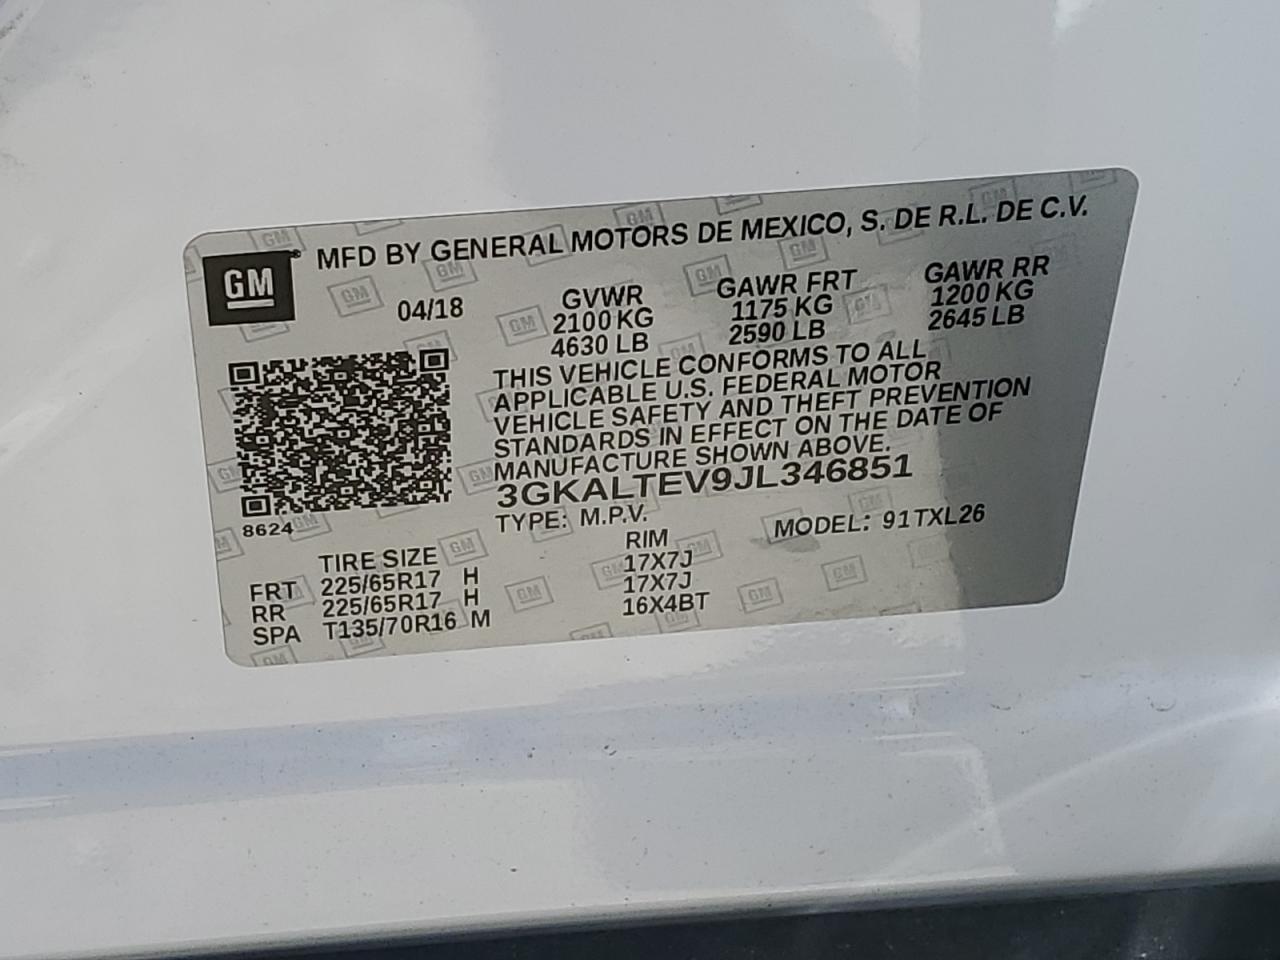 MFD BY GENERAL MOTORS DE MEXICO, S. DE R.L. DE C.V.
GM
04/18
GVWR GAWR FRT GAWR RR
2100 KG 1175 KG 1200 KG
4630 LB 2590 LB 2645 LB
THIS VEHICLE CONFORMS TO ALL
APPLICABLE U.S. FEDERAL MOTOR
VEHICLE SAFETY AND THEFT PREVENTION
STANDARDS IN EFFECT ON THE DATE OF
MANUFACTURE SHOWN ABOVE.
3GKALTEV9JL346851
8624
TYPE: M.P.V. MODEL: 91TXL26
TIRE SIZE RIM
FRT 225/65R17 H 17X7J
RR 225/65R17 H 17X7J
SPA T135/70R16 M 16X4BT